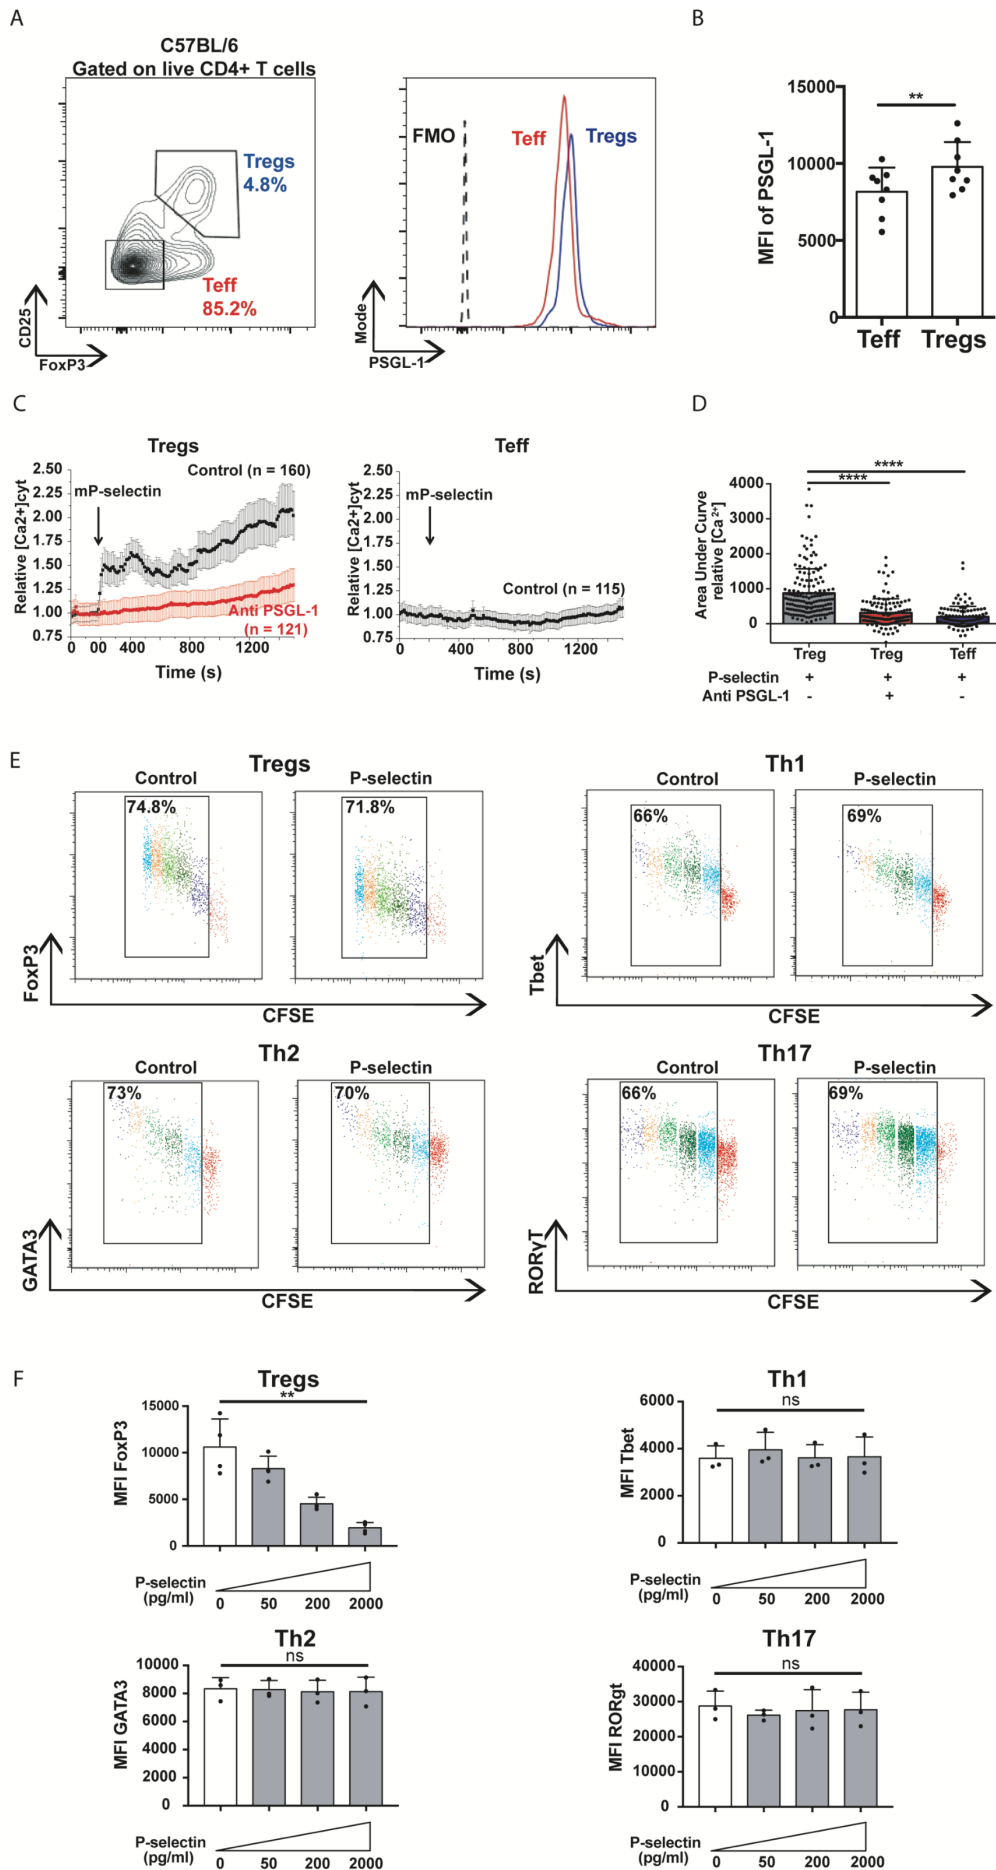 A
C57BL/6
Gated on live CD4+ T cells
Tregs
4.8%
Teff
85.2%
CD25
FoxP3
FMO
Teff
Tregs
Mode
PSGL-1
B
15000
10000
5000
0
MFI of PSGL-1
**
Teff
Tregs
C
Tregs
2.50
2.25
2.00
1.75
1.50
1.25
1.00
0.75
Relative [Ca2+]cyt
Control (n = 160)
mP-selectin
Anti PSGL-1
(n = 121)
0
400
800
1200
Time (s)
Teff
2.50
2.25
2.00
1.75
1.50
1.25
1.00
0.75
Relative [Ca2+]cyt
mP-selectin
Control (n = 115)
0
400
800
1200
Time (s)
D
Area Under Curve
relative [Ca²⁺]
4000
3000
2000
1000
0
****
****
Treg
Treg
Teff
P-selectin + + +
Anti PSGL-1 - + -
E
Tregs
Control
P-selectin
74.8%
71.8%
FoxP3
CFSE
Th1
Control
P-selectin
66%
69%
Tbet
CFSE
Th2
Control
P-selectin
73%
70%
GATA3
CFSE
Th17
Control
P-selectin
66%
69%
RORγT
CFSE
F
Tregs
**
15000
10000
5000
0
MFI FoxP3
P-selectin
(pg/ml)
0 50 200 2000
Th1
ns
6000
4000
2000
0
MFI Tbet
P-selectin
(pg/ml)
0 50 200 2000
Th2
ns
10000
8000
6000
4000
2000
0
MFI GATA3
P-selectin
(pg/ml)
0 50 200 2000
Th17
ns
40000
30000
20000
10000
0
MFI RORgt
P-selectin
(pg/ml)
0 50 200 2000